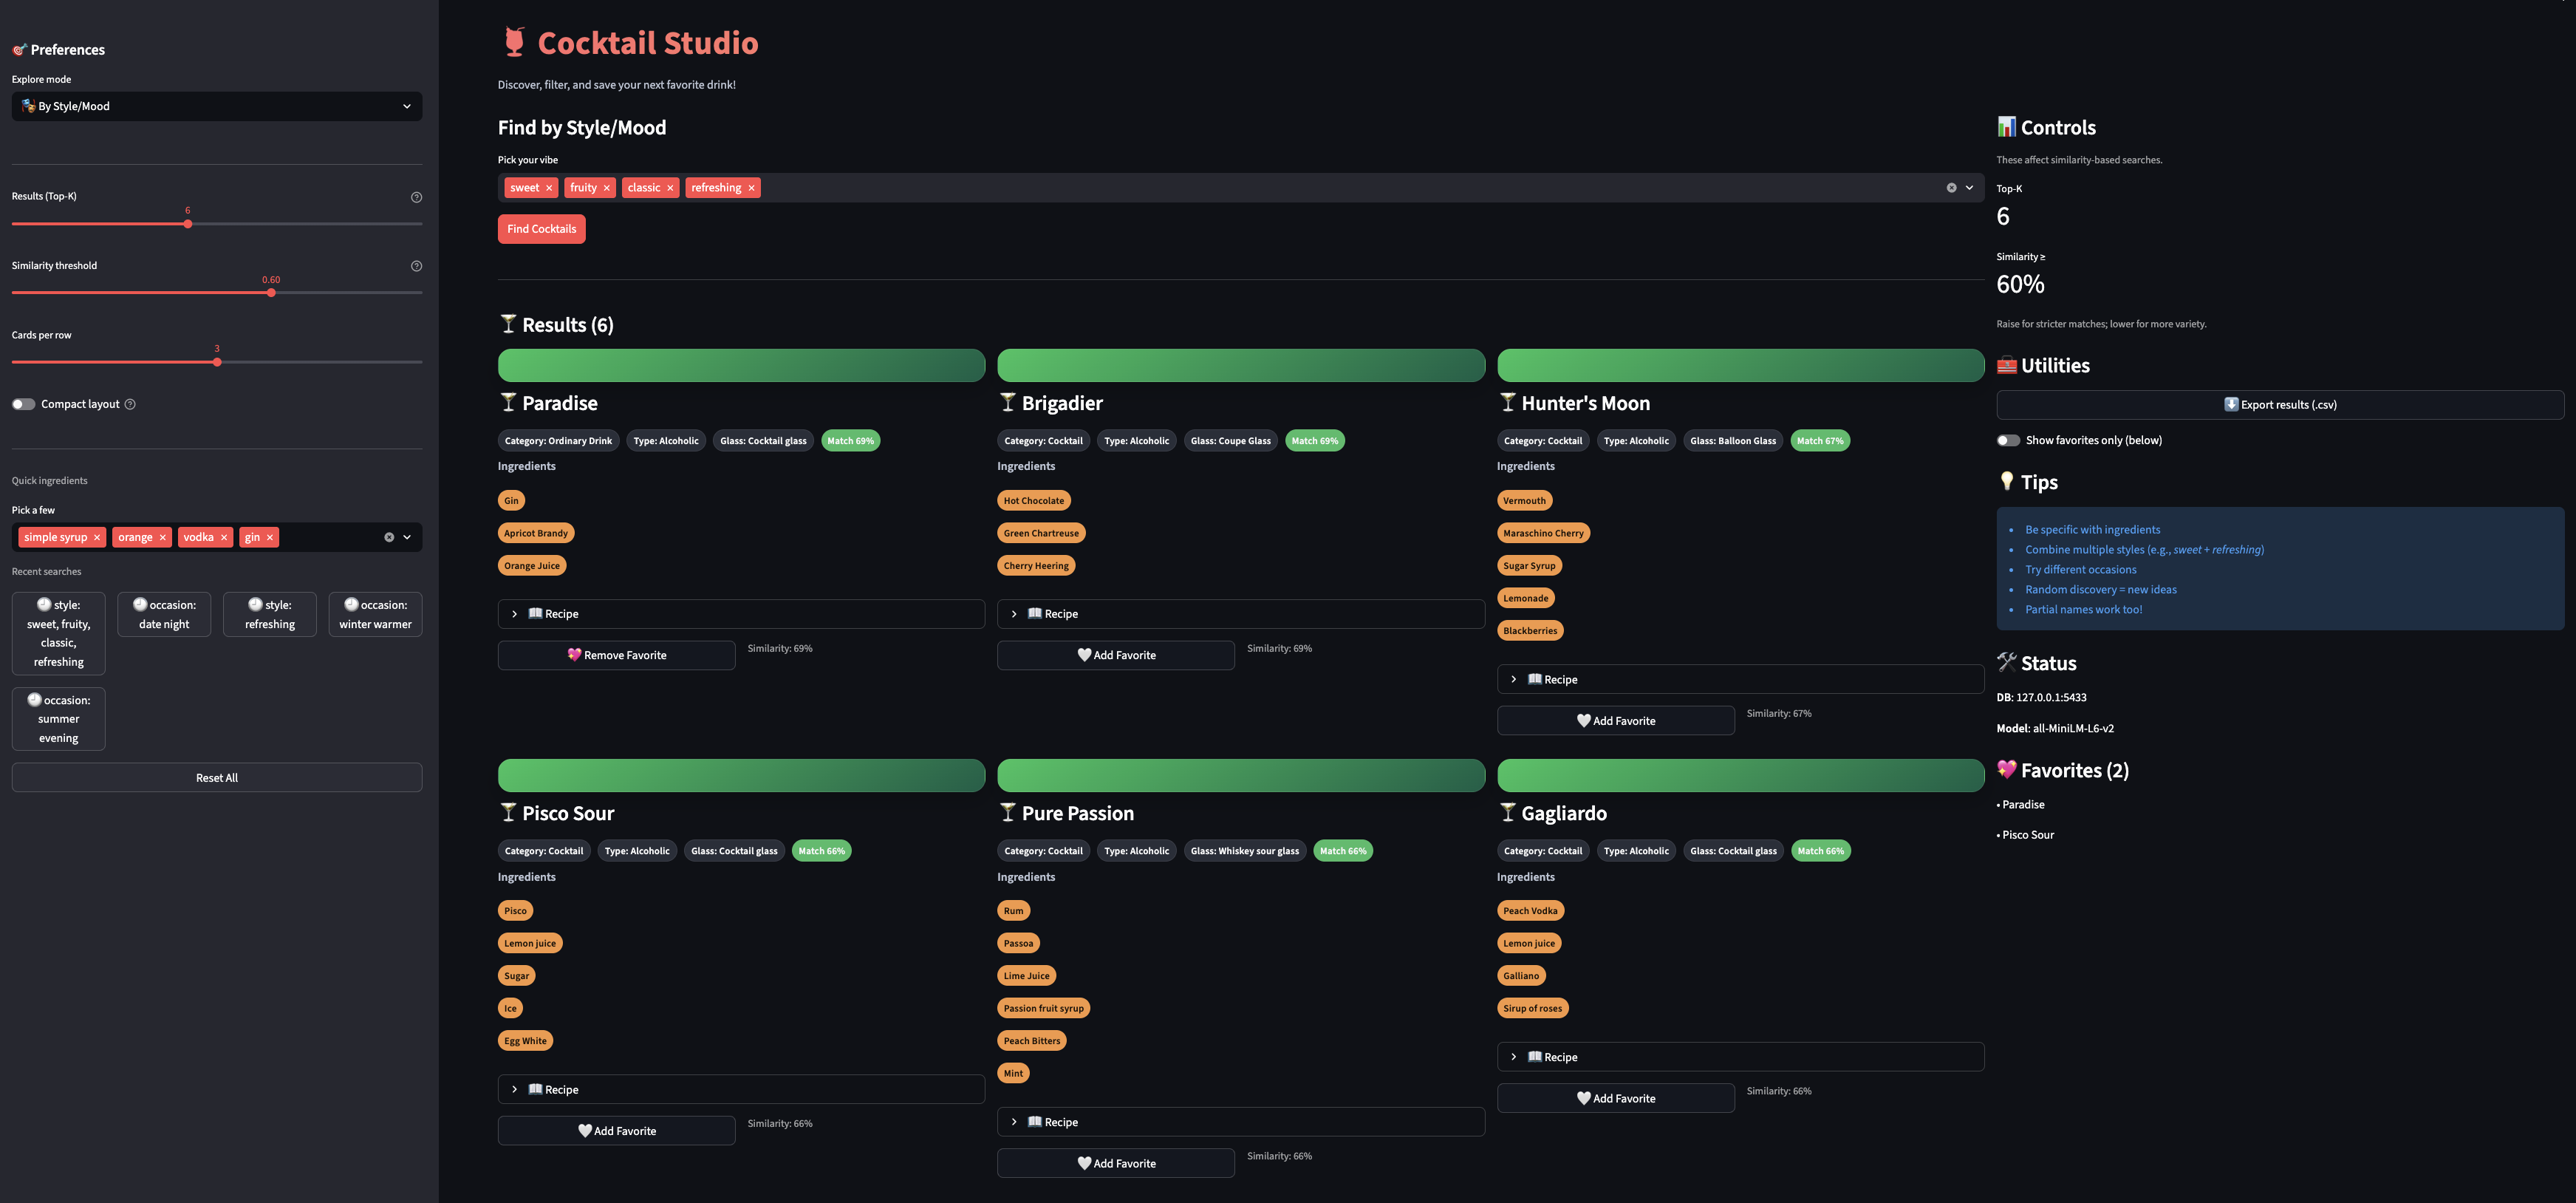 Preferences
Explore mode
By Style/Mood
Results (Top-K)
6
Similarity threshold
0.60
Cards per row
3
Compact layout
Quick ingredients
Pick a few
simple syrup × orange × vodka × gin ×
Recent searches
style: sweet, fruity, classic, refreshing
occasion: date night
style: refreshing
occasion: winter warmer
occasion: summer evening
Reset All
Cocktail Studio
Discover, filter, and save your next favorite drink!
Find by Style/Mood
Pick your vibe
sweet × fruity × classic × refreshing ×
Find Cocktails
Results (6)
Paradise
Category: Ordinary Drink Type: Alcoholic Glass: Cocktail glass Match 69%
Ingredients
Gin
Apricot Brandy
Orange Juice
Recipe
Remove Favorite Similarity: 69%
Brigadier
Category: Cocktail Type: Alcoholic Glass: Coupe Glass Match 69%
Ingredients
Hot Chocolate
Green Chartreuse
Cherry Heering
Recipe
Add Favorite Similarity: 69%
Hunter's Moon
Category: Cocktail Type: Alcoholic Glass: Balloon Glass Match 67%
Ingredients
Vermouth
Maraschino Cherry
Sugar Syrup
Lemonade
Blackberries
Recipe
Add Favorite Similarity: 67%
Pisco Sour
Category: Cocktail Type: Alcoholic Glass: Cocktail glass Match 66%
Ingredients
Pisco
Lemon juice
Sugar
Ice
Egg White
Recipe
Add Favorite Similarity: 66%
Pure Passion
Category: Cocktail Type: Alcoholic Glass: Whiskey sour glass Match 66%
Ingredients
Rum
Passoa
Lime Juice
Passion fruit syrup
Peach Bitters
Mint
Recipe
Add Favorite Similarity: 66%
Gagliardo
Category: Cocktail Type: Alcoholic Glass: Cocktail glass Match 66%
Ingredients
Peach Vodka
Lemon juice
Galliano
Sirup of roses
Recipe
Add Favorite Similarity: 66%
Controls
These affect similarity-based searches.
Top-K
6
Similarity ≥
60%
Raise for stricter matches; lower for more variety.
Utilities
Export results (.csv)
Show favorites only (below)
Tips
• Be specific with ingredients
• Combine multiple styles (e.g., sweet + refreshing)
• Try different occasions
• Random discovery = new ideas
• Partial names work too!
Status
DB: 127.0.0.1:5433
Model: all-MiniLM-L6-v2
Favorites (2)
• Paradise
• Pisco Sour